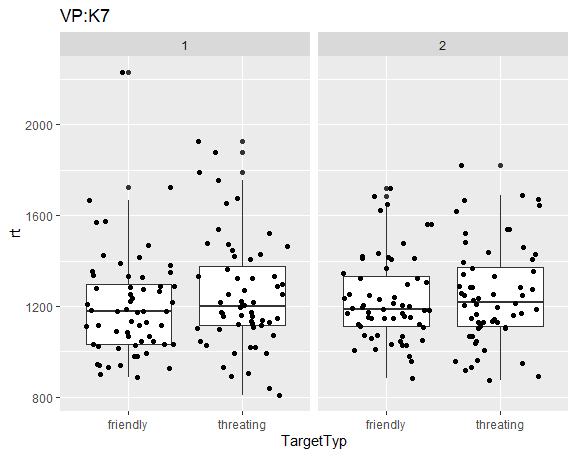 VP:K7
1
2
2000
1600
1200
800
rt
friendly
threating
friendly
threating
TargetTyp